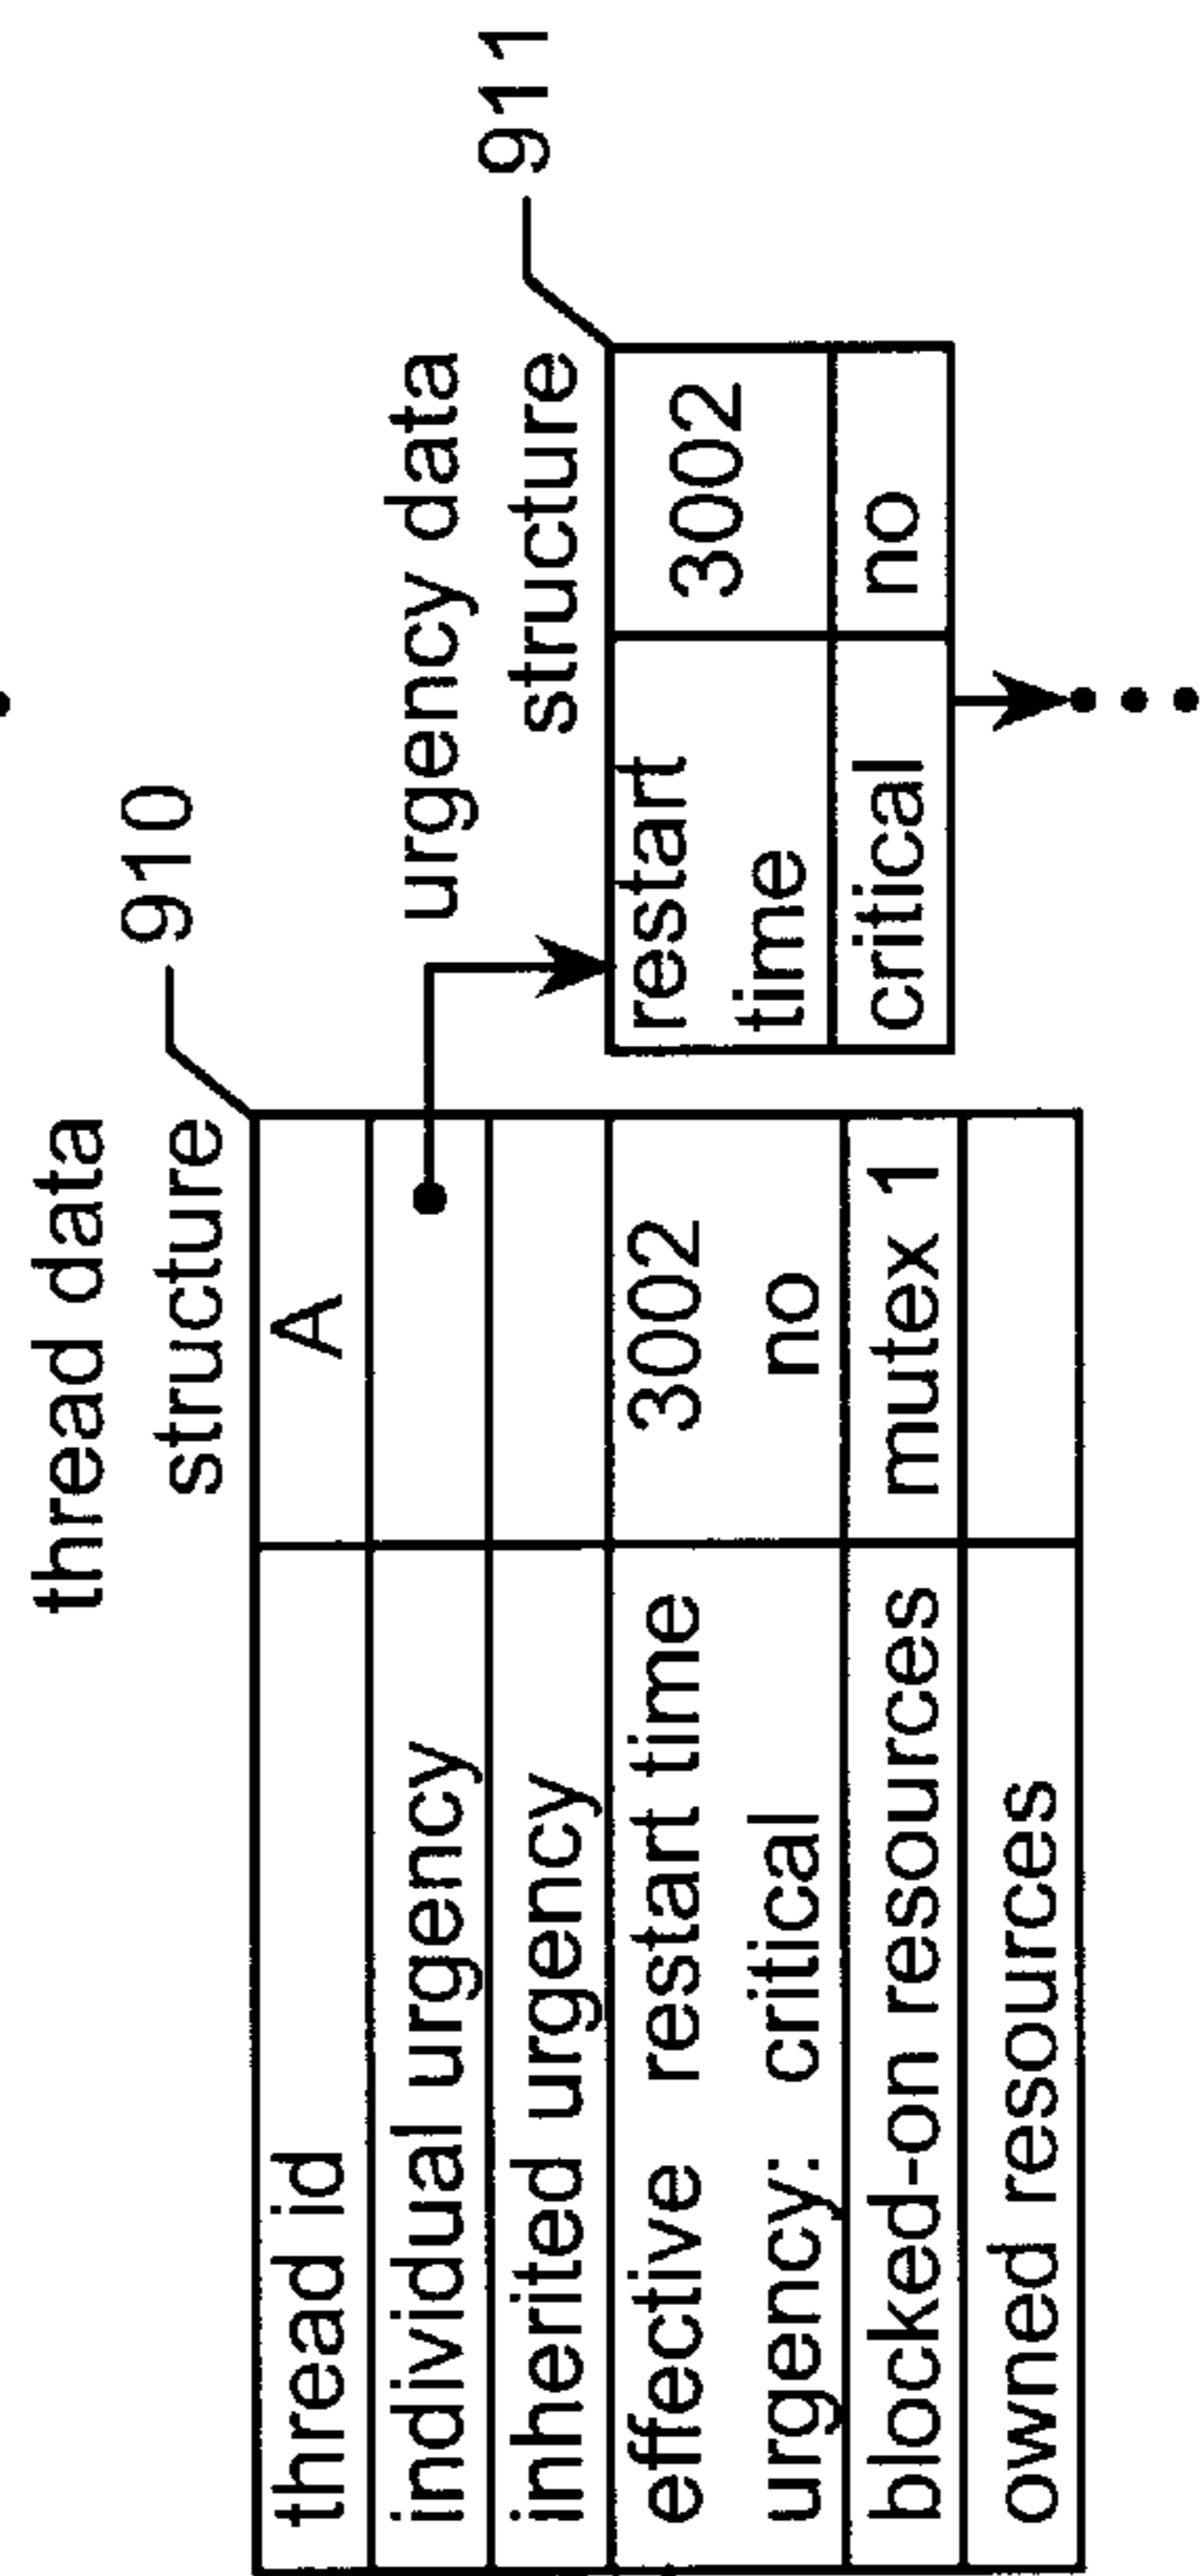 thread data
structure
910
thread id A
individual urgency
inherited urgency
effective restart time 3002
urgency: critical no
blocked-on resources mutex 1
owned resources
urgency data
structure
911
restart 3002
time
critical no